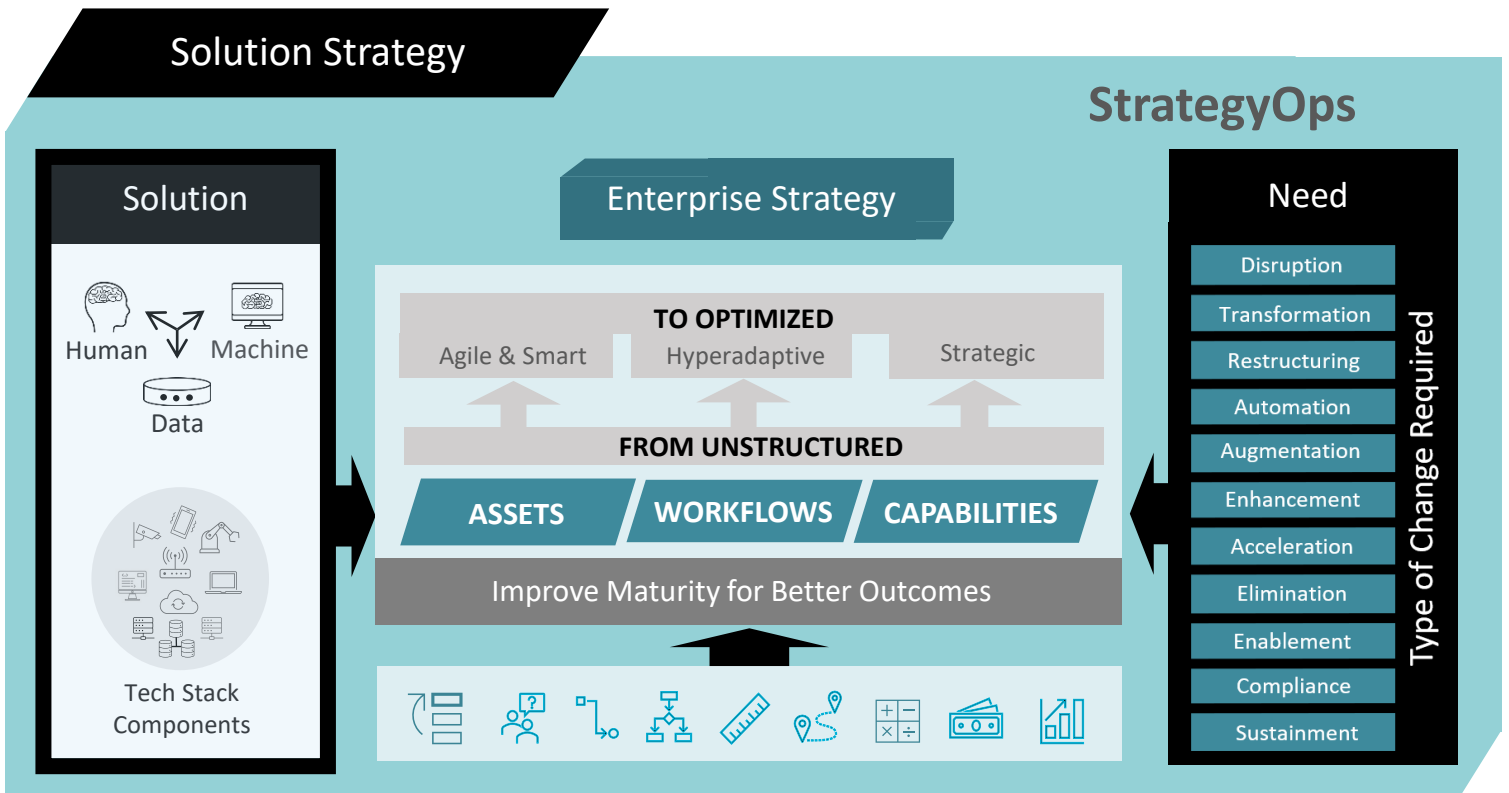 Solution Strategy
StrategyOps
Solution
Human
Machine
Data
Tech Stack
Components
Enterprise Strategy
TO OPTIMIZED
Agile & Smart
Hyperadaptive
Strategic
FROM UNSTRUCTURED
ASSETS
WORKFLOWS
CAPABILITIES
Improve Maturity for Better Outcomes
?
+ −
× ÷
Need
Disruption
Transformation
Restructuring
Automation
Augmentation
Enhancement
Acceleration
Elimination
Enablement
Compliance
Sustainment
Type of Change Required